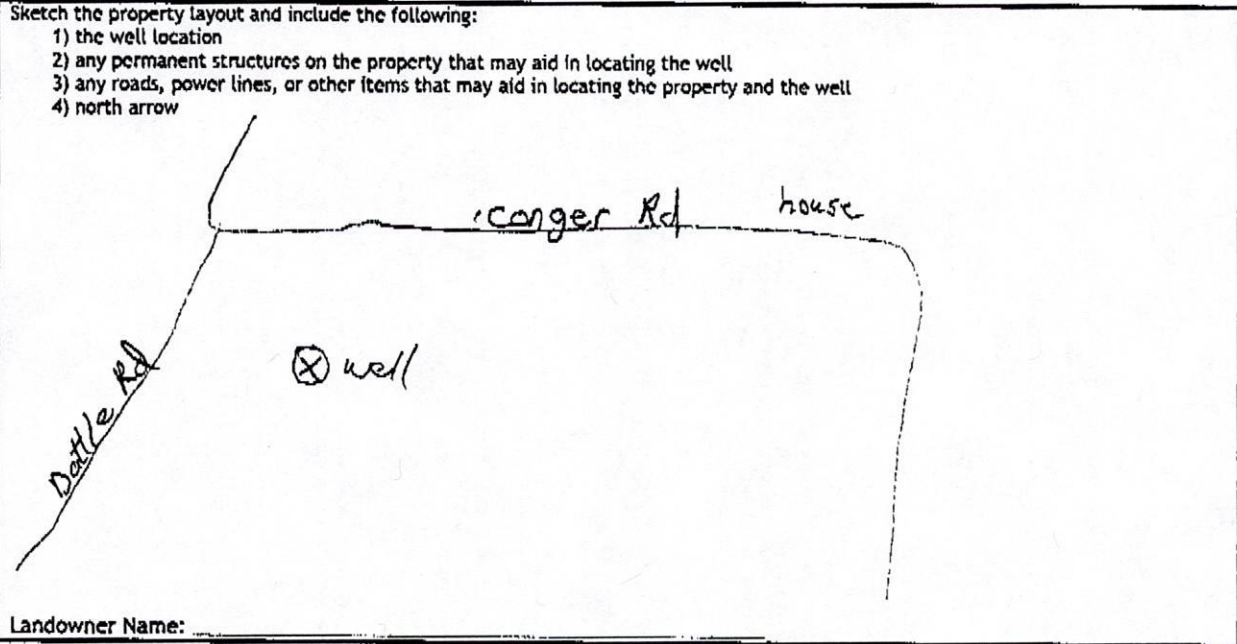 Sketch the property layout and include the following:
1) the well location
2) any permanent structures on the property that may aid in locating the well
3) any roads, power lines, or other items that may aid in locating the property and the well
4) north arrow
Conger Rd
house
well
Rd
Landowner Name: